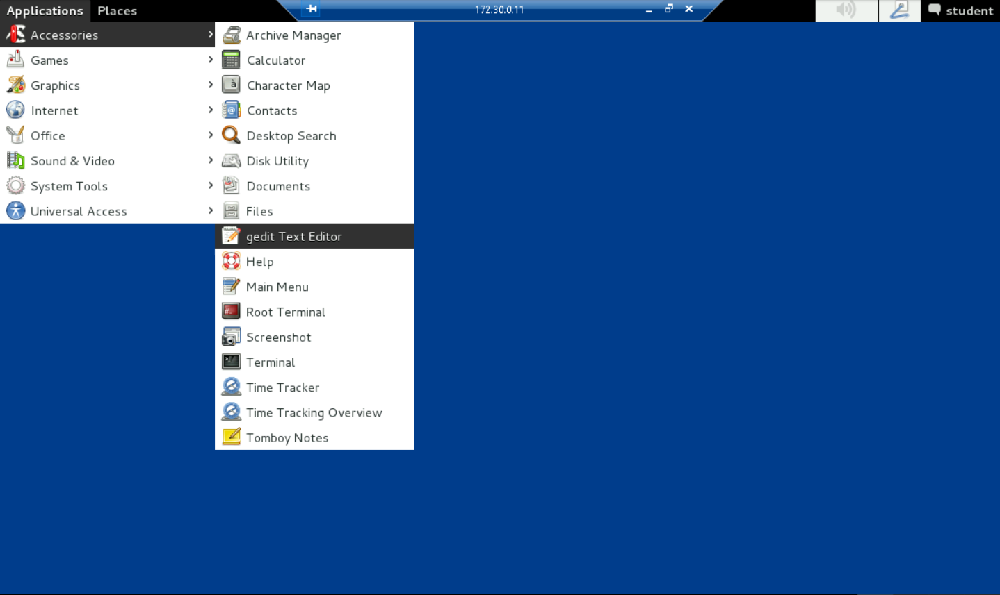 Applications Places 172.30.0.11 student
Accessories
Games
Graphics
Internet
Office
Sound & Video
System Tools
Universal Access
Archive Manager
Calculator
Character Map
Contacts
Desktop Search
Disk Utility
Documents
Files
gedit Text Editor
Help
Main Menu
Root Terminal
Screenshot
Terminal
Time Tracker
Time Tracking Overview
Tomboy Notes